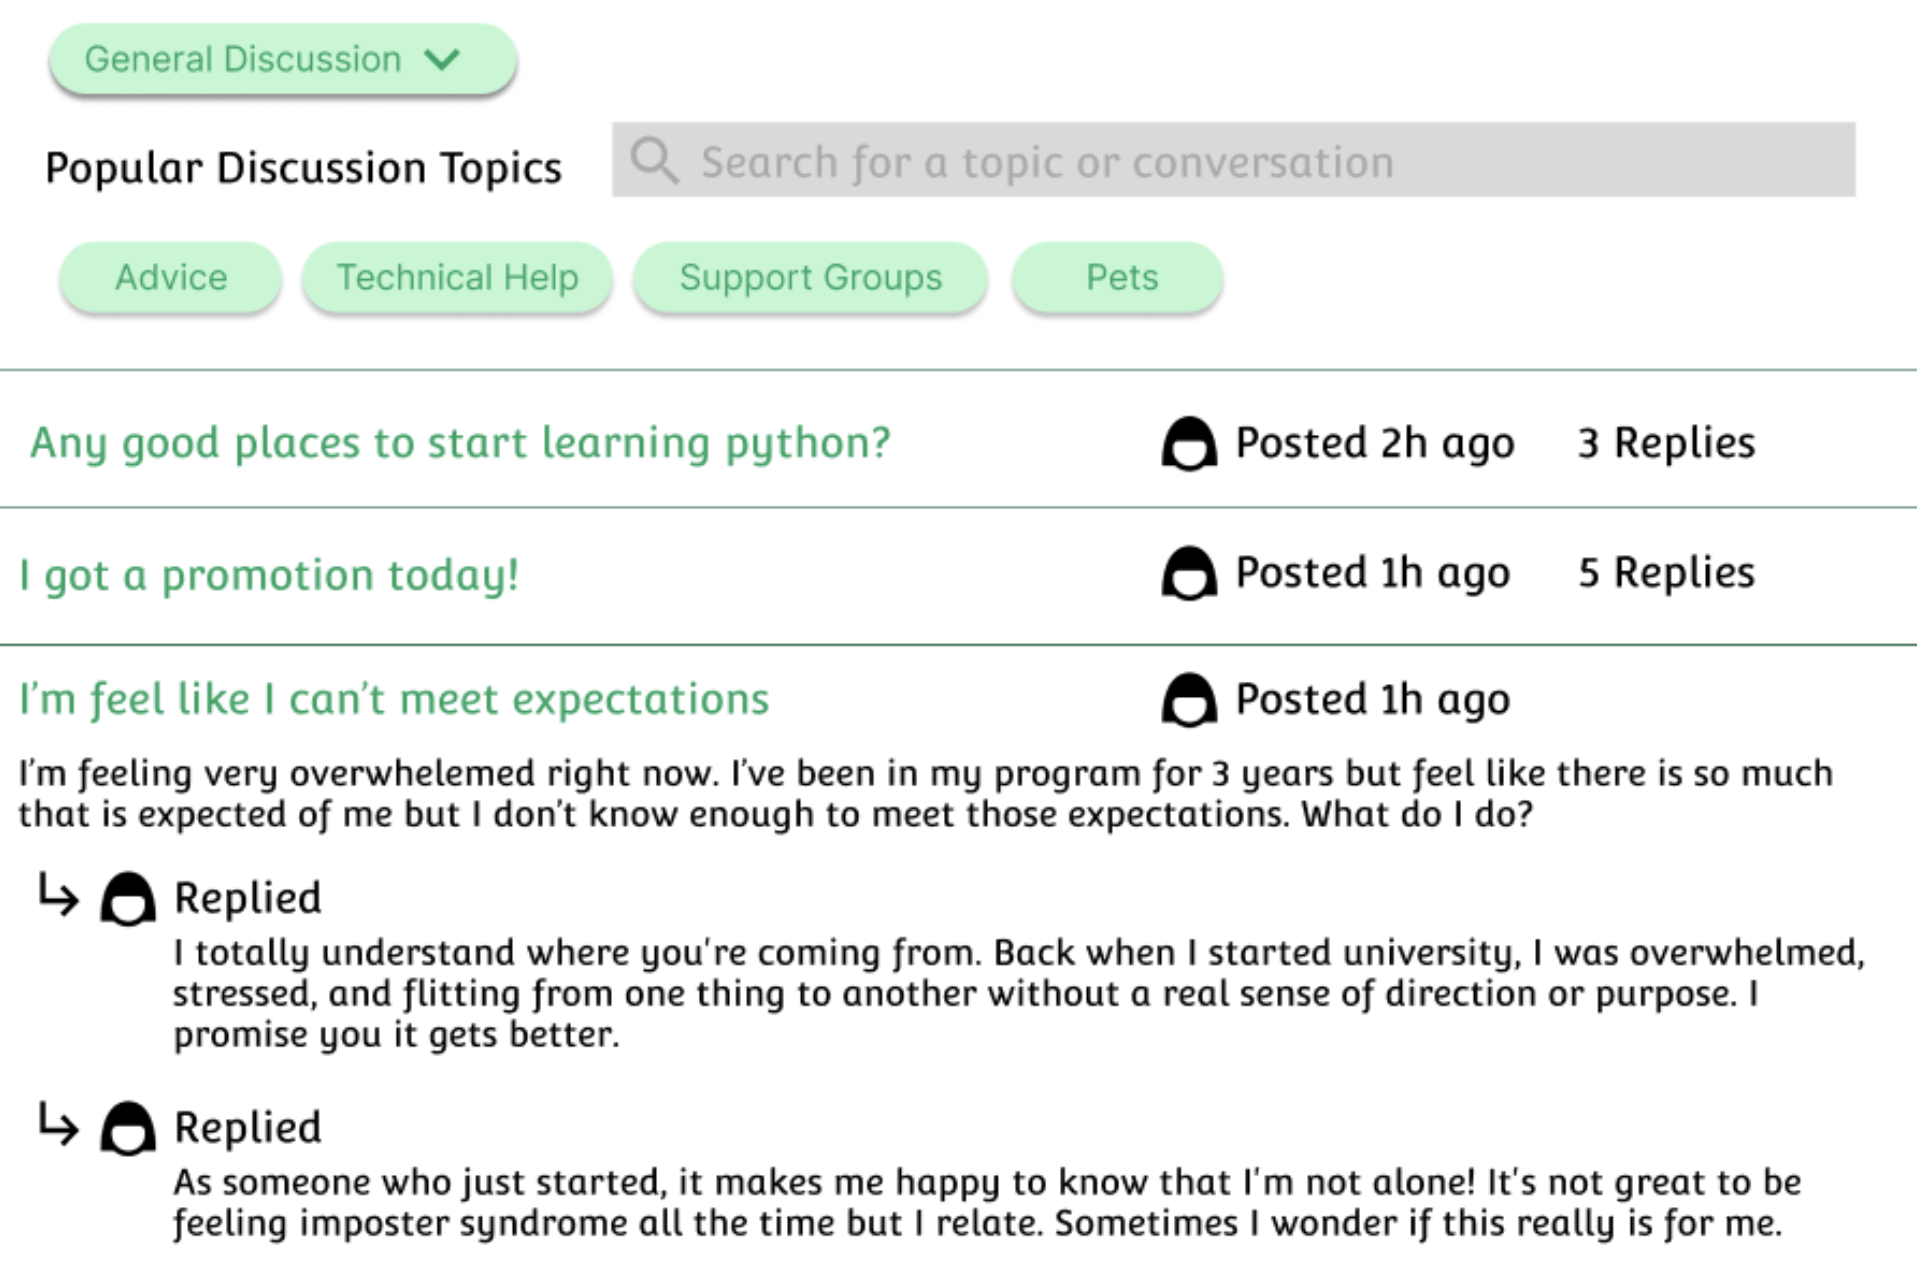 General Discussion
Popular Discussion Topics
Search for a topic or conversation
Advice
Technical Help
Support Groups
Pets
Any good places to start learning python?
Posted 2h ago
3 Replies
I got a promotion today!
Posted 1h ago
5 Replies
I'm feel like I can't meet expectations
Posted 1h ago
I'm feeling very overwhelemed right now. I've been in my program for 3 years but feel like there is so much
that is expected of me but I don't know enough to meet those expectations. What do I do?
Replied
I totally understand where you're coming from. Back when I started university, I was overwhelmed,
stressed, and flitting from one thing to another without a real sense of direction or purpose. I
promise you it gets better.
Replied
As someone who just started, it makes me happy to know that I'm not alone! It's not great to be
feeling imposter syndrome all the time but I relate. Sometimes I wonder if this really is for me.